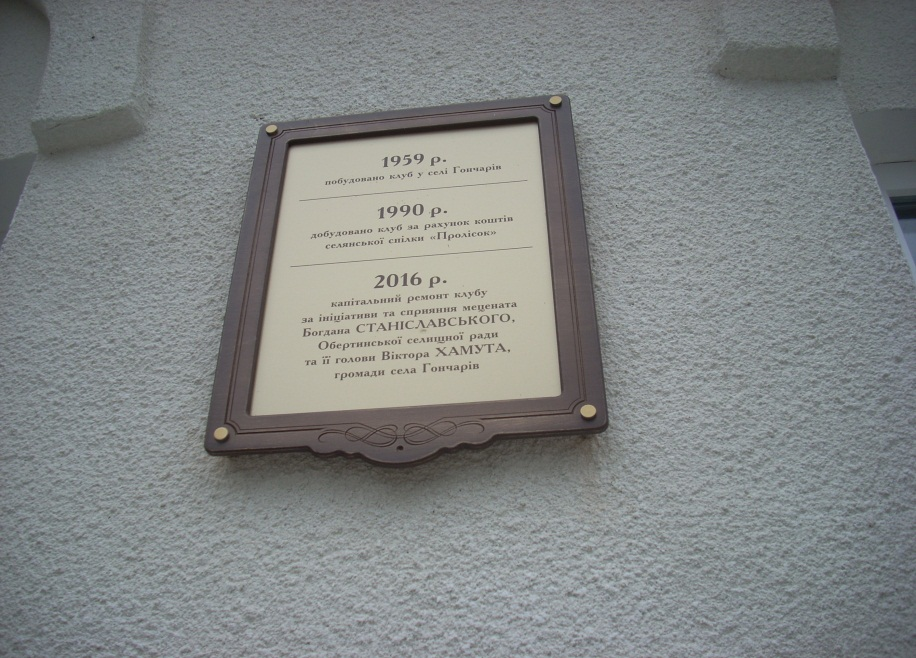 1959 р.
побудовано клуб у селі Гончарів
1990 р.
добудовано клуб за рахунок коштів
селянської спілки «Пролісок»
2016 р.
капітальний ремонт клубу
за ініціативи та сприяння мецената
Богдана СТАНІСЛАВСЬКОГО,
Обертинської селищної ради
та її голови Віктора ХАМУТА,
громади села Гончарів